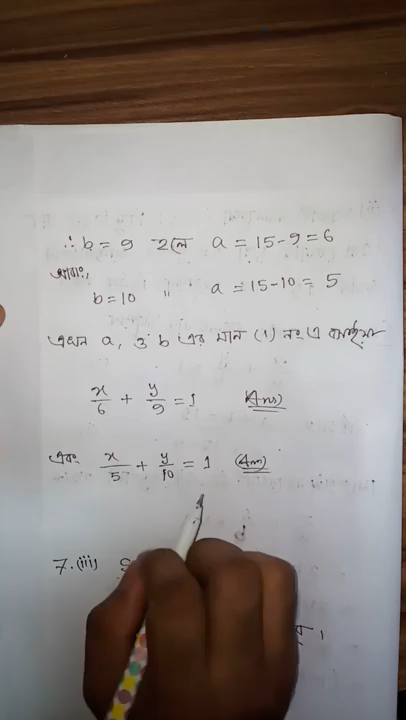 ∴ b = 9 হলে a = 15-9 = 6
আবার,
b = 10 " a = 15-10 = 5
এখন a, ও b এর মান (1) নং এ বসাইয়া
x/6 + y/9 = 1 (Ans)
এবং x/5 + y/10 = 1 (Ans)
7.(iii)